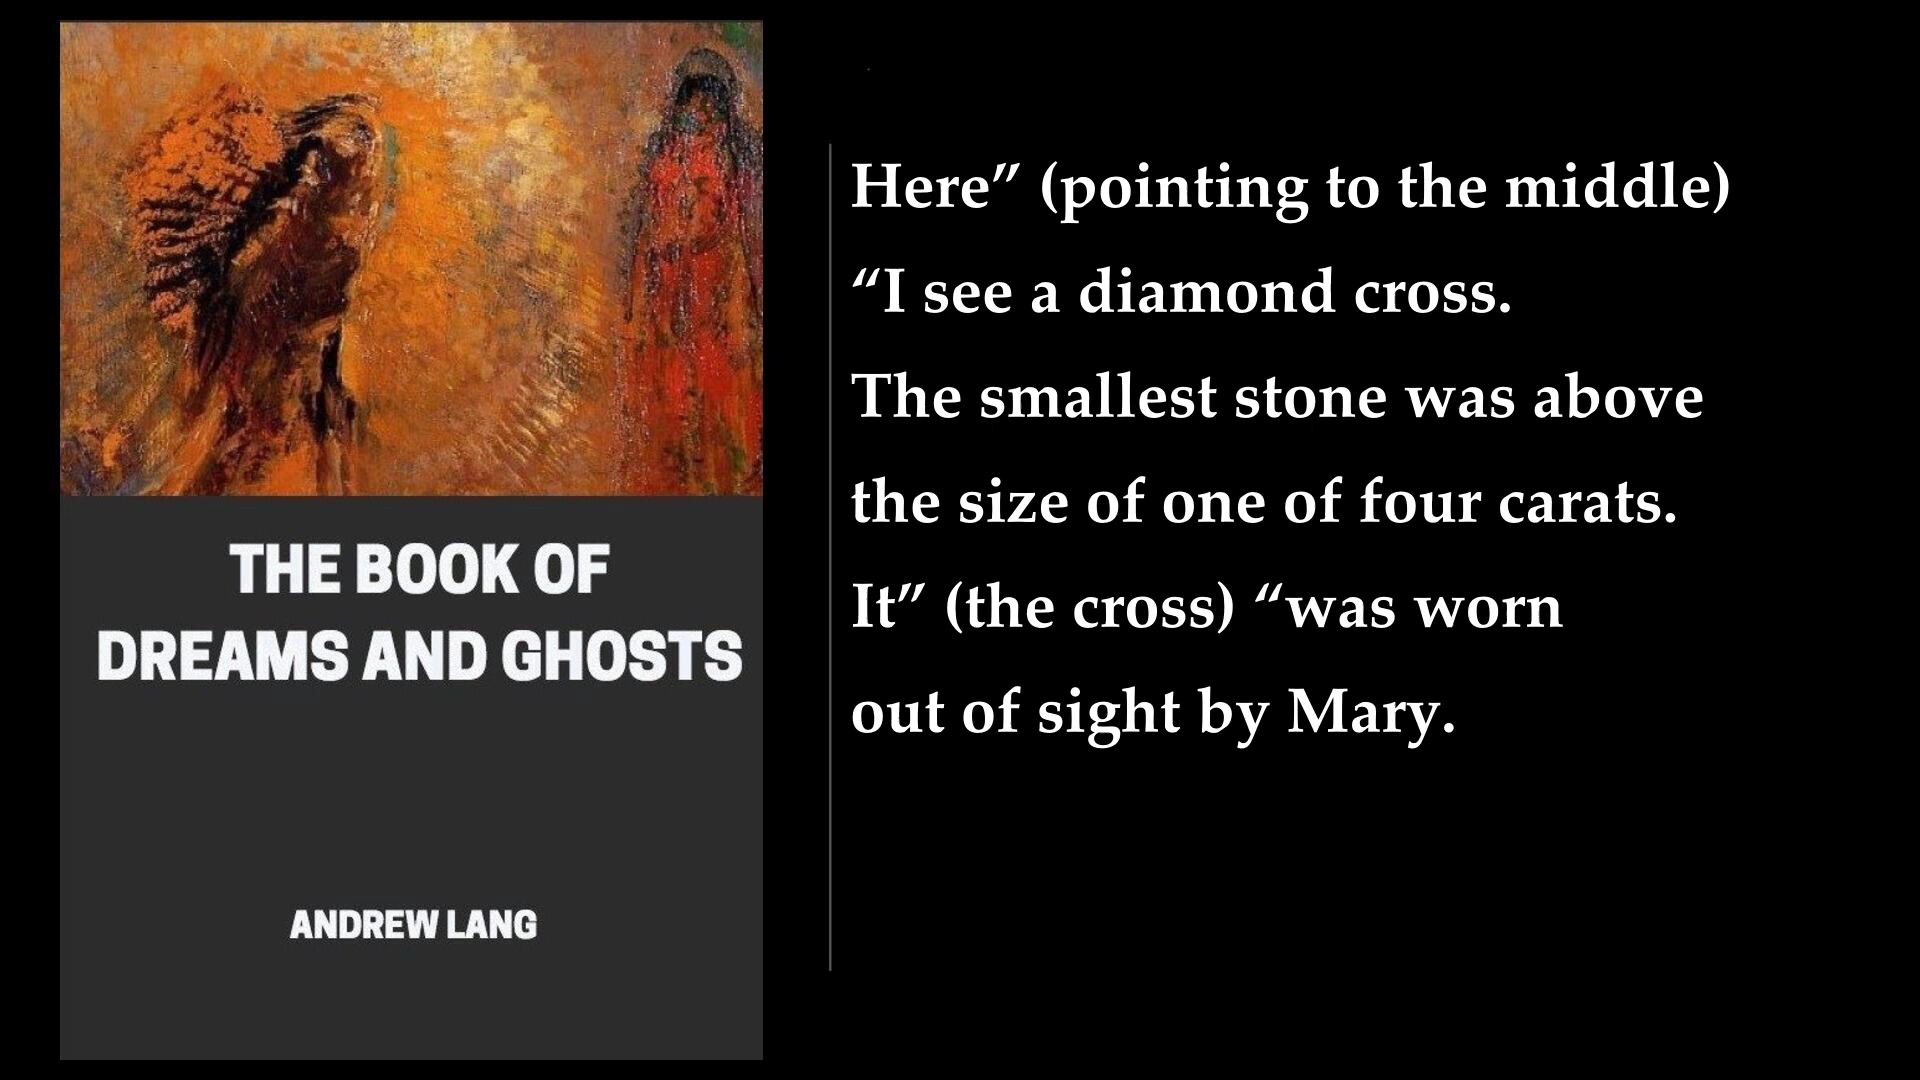 THE BOOK OF
DREAMS AND GHOSTS
ANDREW LANG
Here” (pointing to the middle)
“I see a diamond cross.
The smallest stone was above
the size of one of four carats.
It” (the cross) “was worn
out of sight by Mary.